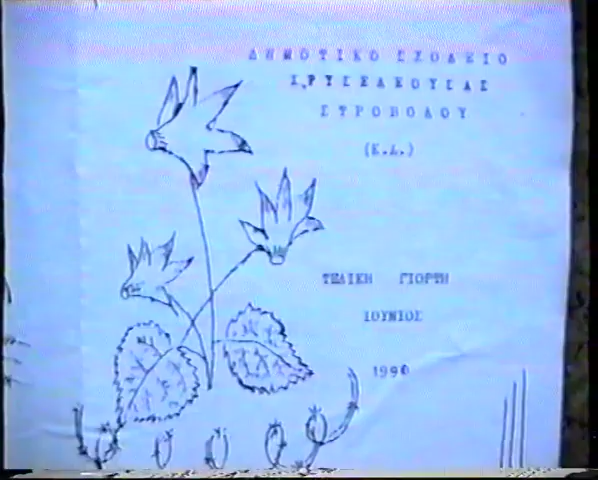 ΔΗΜΟΤΙΚΟ ΣΧΟΛΕΙΟ
ΧΡΥΣΕΛΕΟΥΣΑΣ
ΣΤΡΟΒΟΛΟΥ
(Κ.Δ.)
ΤΕΛΙΚΗ ΓΙΟΡΤΗ
ΙΟΥΝΙΟΣ
1990